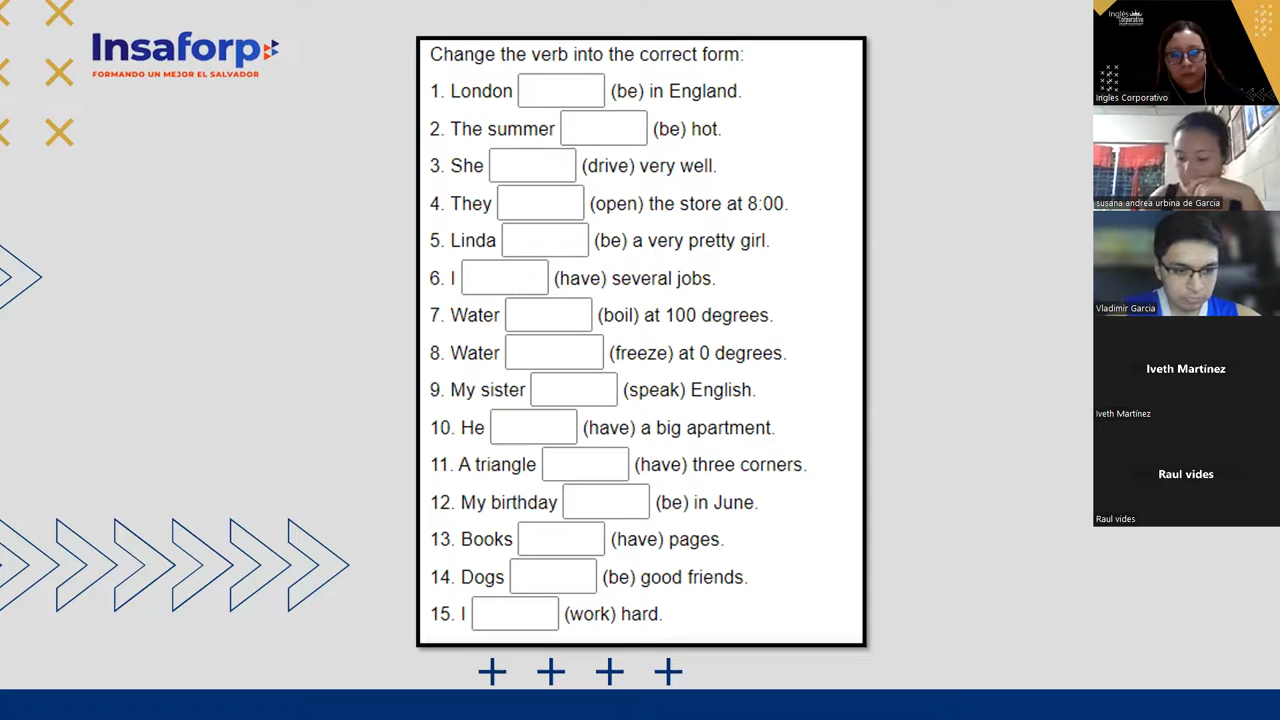 Insaforp
FORMANDO UN MEJOR EL SALVADOR
Change the verb into the correct form:
1. London (be) in England.
2. The summer (be) hot.
3. She (drive) very well.
4. They (open) the store at 8:00.
5. Linda (be) a very pretty girl.
6. I (have) several jobs.
7. Water (boil) at 100 degrees.
8. Water (freeze) at 0 degrees.
9. My sister (speak) English.
10. He (have) a big apartment.
11. A triangle (have) three corners.
12. My birthday (be) in June.
13. Books (have) pages.
14. Dogs (be) good friends.
15. I (work) hard.
Inglés
Corporativo
Ingles Corporativo
susana andrea urbina de Garcia
Vladimir Garcia
Iveth Martínez
Iveth Martínez
Raul vides
Raul vides